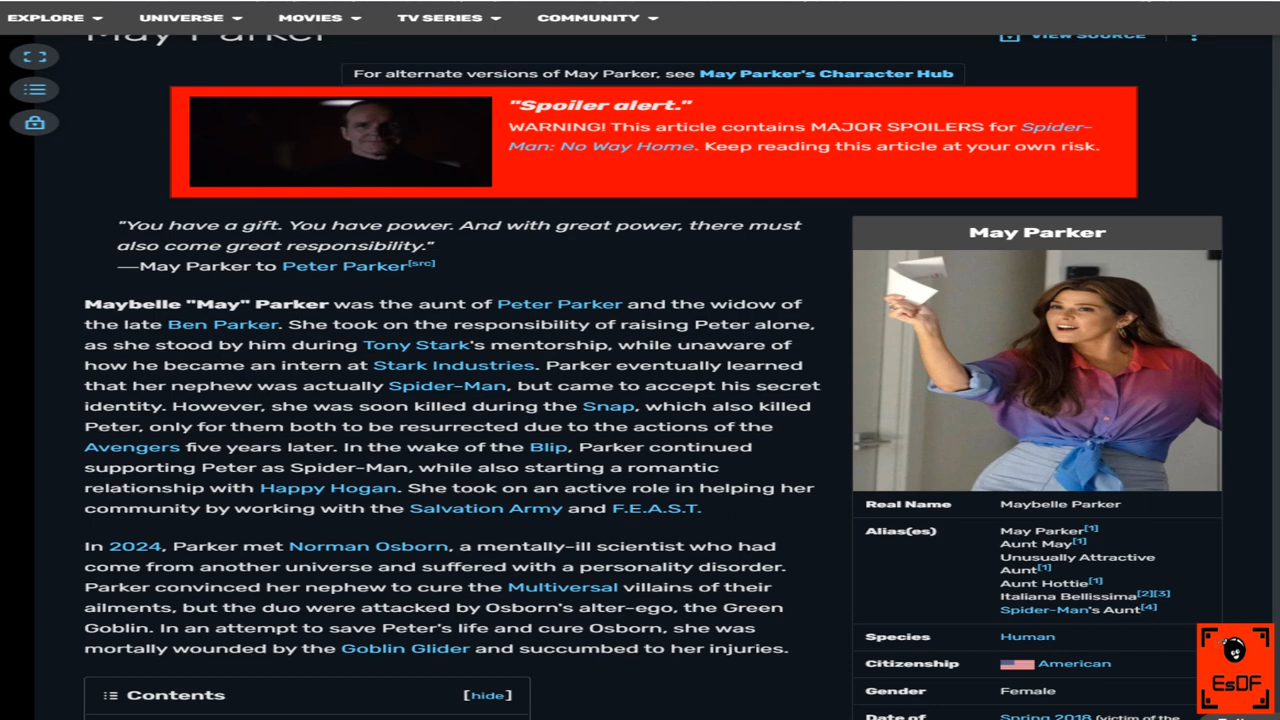 EXPLORE UNIVERSE MOVIES TV SERIES COMMUNITY
May Parker
VIEW SOURCE
For alternate versions of May Parker, see May Parker's Character Hub
"Spoiler alert."
WARNING! This article contains MAJOR SPOILERS for Spider-
Man: No Way Home. Keep reading this article at your own risk.
"You have a gift. You have power. And with great power, there must
also come great responsibility."
—May Parker to Peter Parker[src]
Maybelle "May" Parker was the aunt of Peter Parker and the widow of
the late Ben Parker. She took on the responsibility of raising Peter alone,
as she stood by him during Tony Stark's mentorship, while unaware of
how he became an intern at Stark Industries. Parker eventually learned
that her nephew was actually Spider-Man, but came to accept his secret
identity. However, she was soon killed during the Snap, which also killed
Peter, only for them both to be resurrected due to the actions of the
Avengers five years later. In the wake of the Blip, Parker continued
supporting Peter as Spider-Man, while also starting a romantic
relationship with Happy Hogan. She took on an active role in helping her
community by working with the Salvation Army and F.E.A.S.T.
In 2024, Parker met Norman Osborn, a mentally-ill scientist who had
come from another universe and suffered with a personality disorder.
Parker convinced her nephew to cure the Multiversal villains of their
ailments, but the duo were attacked by Osborn's alter-ego, the Green
Goblin. In an attempt to save Peter's life and cure Osborn, she was
mortally wounded by the Goblin Glider and succumbed to her injuries.
Contents [hide]
May Parker
Real Name Maybelle Parker
Alias(es) May Parker[1]
Aunt May[1]
Unusually Attractive
Aunt[1]
Aunt Hottie[1]
Italiana Bellissima[2][3]
Spider-Man's Aunt[4]
Species Human
Citizenship American
Gender Female
Date of Spring 2018 (victim of the
EsDF